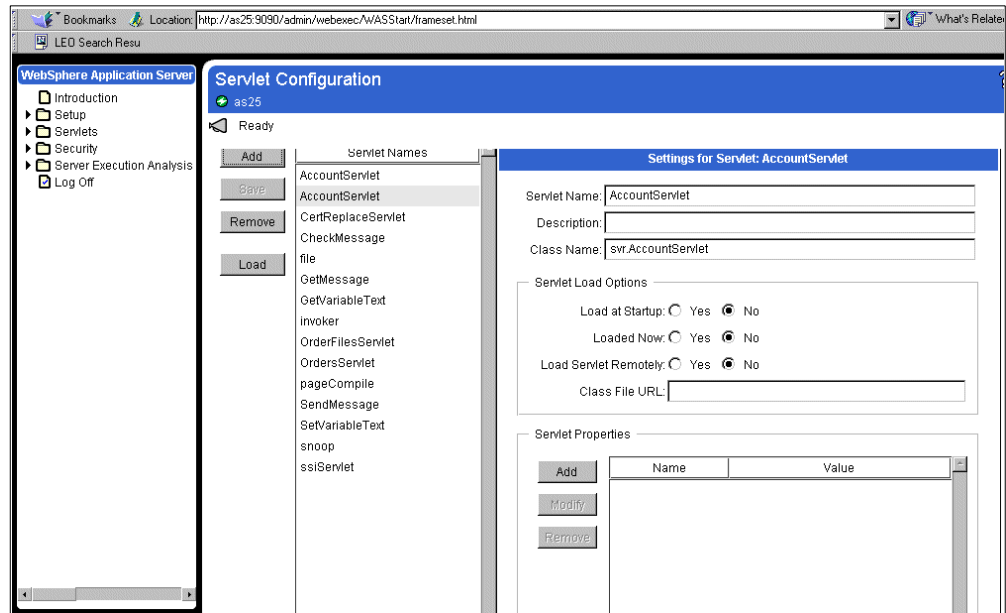 Bookmarks Location: http://as25:9090/admin/webexec/WASStart/frameset.html What's Relate
LEO Search Resu
WebSphere Application Server
Introduction
Setup
Servlets
Security
Server Execution Analysis
Log Off
Servlet Configuration
as25
Ready
Add
Save
Remove
Load
Servlet Names
AccountServlet
AccountServlet
CertReplaceServlet
CheckMessage
file
GetMessage
GetVariableText
invoker
OrderFilesServlet
OrdersServlet
pageCompile
SendMessage
SetVariableText
snoop
ssiServlet
Settings for Servlet: AccountServlet
Servlet Name: AccountServlet
Description:
Class Name: svr.AccountServlet
Servlet Load Options
Load at Startup: Yes No
Loaded Now: Yes No
Load Servlet Remotely: Yes No
Class File URL:
Servlet Properties
Add
Modify
Remove
Name Value